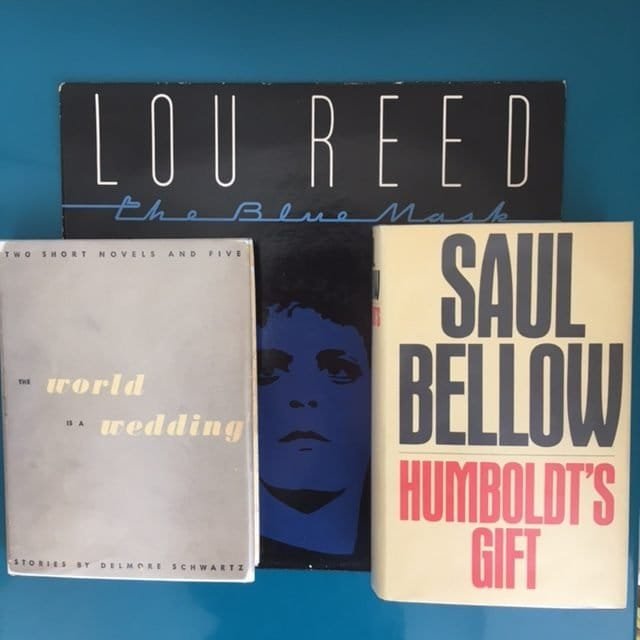 LOU REED
The Blue Mask
TWO SHORT NOVELS AND FIVE
THE world
IS A wedding
STORIES BY DELMORE SCHWARTZ
SAUL
BELLOW
HUMBOLDT'S
GIFT